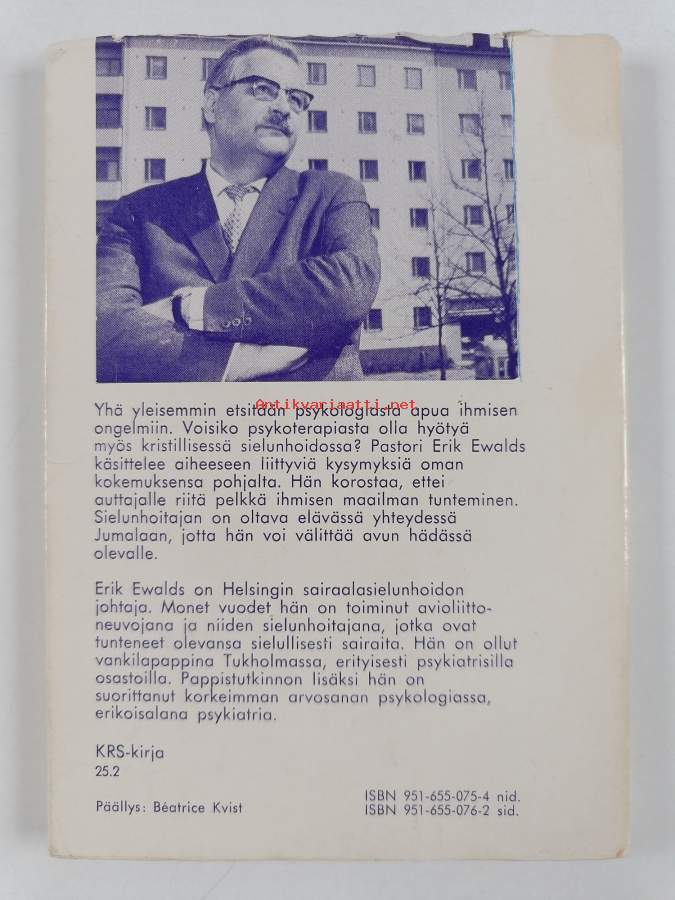 Antikvariaatti.net
Yhä yleisemmin etsitään psykologiasta apua ihmisen
ongelmiin. Voisiko psykoterapiasta olla hyötyä
myös kristillisessä sielunhoidossa? Pastori Erik Ewalds
käsittelee aiheeseen liittyviä kysymyksiä oman
kokemuksensa pohjalta. Hän korostaa, ettei
auttajalle riitä pelkkä ihmisen maailman tunteminen.
Sielunhoitajan on oltava elävässä yhteydessä
Jumalaan, jotta hän voi välittää avun hädässä
olevalle.
Erik Ewalds on Helsingin sairaalasielunhoidon
johtaja. Monet vuodet hän on toiminut avioliitto-
neuvojana ja niiden sielunhoitajana, jotka ovat
tunteneet olevansa sielullisesti sairaita. Hän on ollut
vankilapappina Tukholmassa, erityisesti psykiatrisilla
osastoilla. Pappistutkinnon lisäksi hän on
suorittanut korkeimman arvosanan psykologiassa,
erikoisalana psykiatria.
KRS-kirja
25.2
Päällys: Béatrice Kvist
ISBN 951-655-075-4 nid.
ISBN 951-655-076-2 sid.